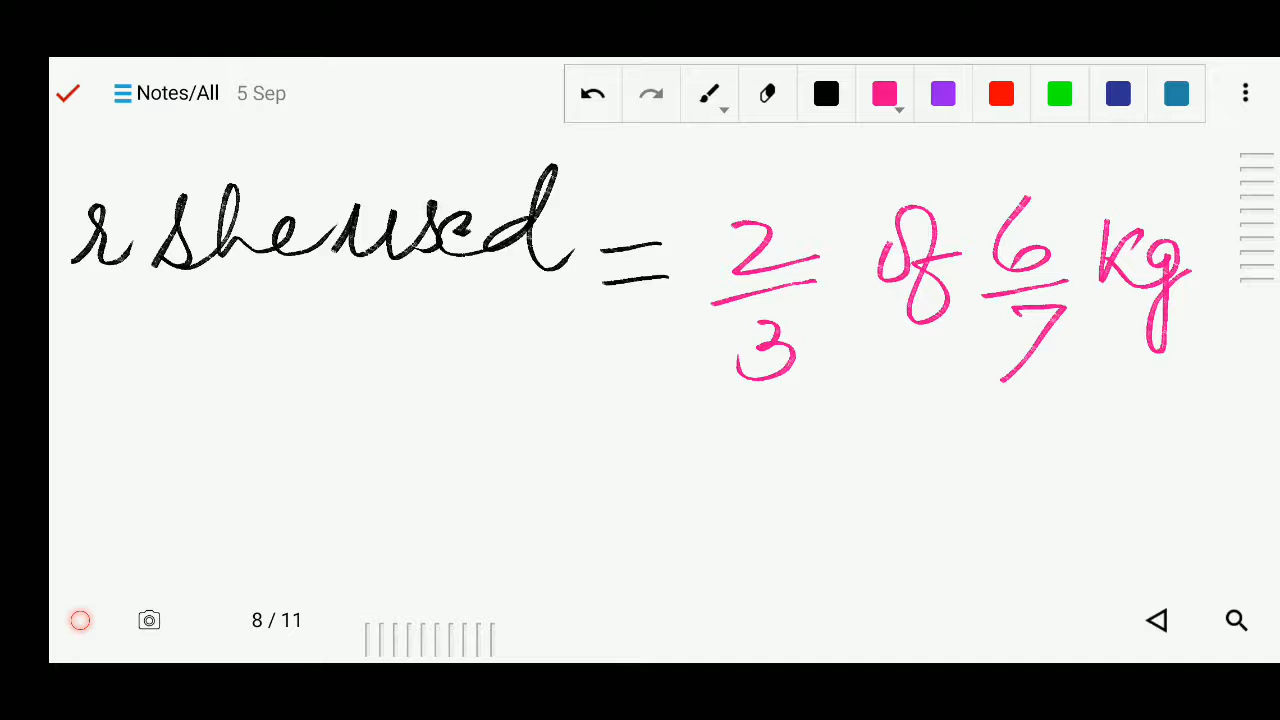 Notes/All 5 Sep
r she used = 2/3 of 6/7 kg
8 / 11